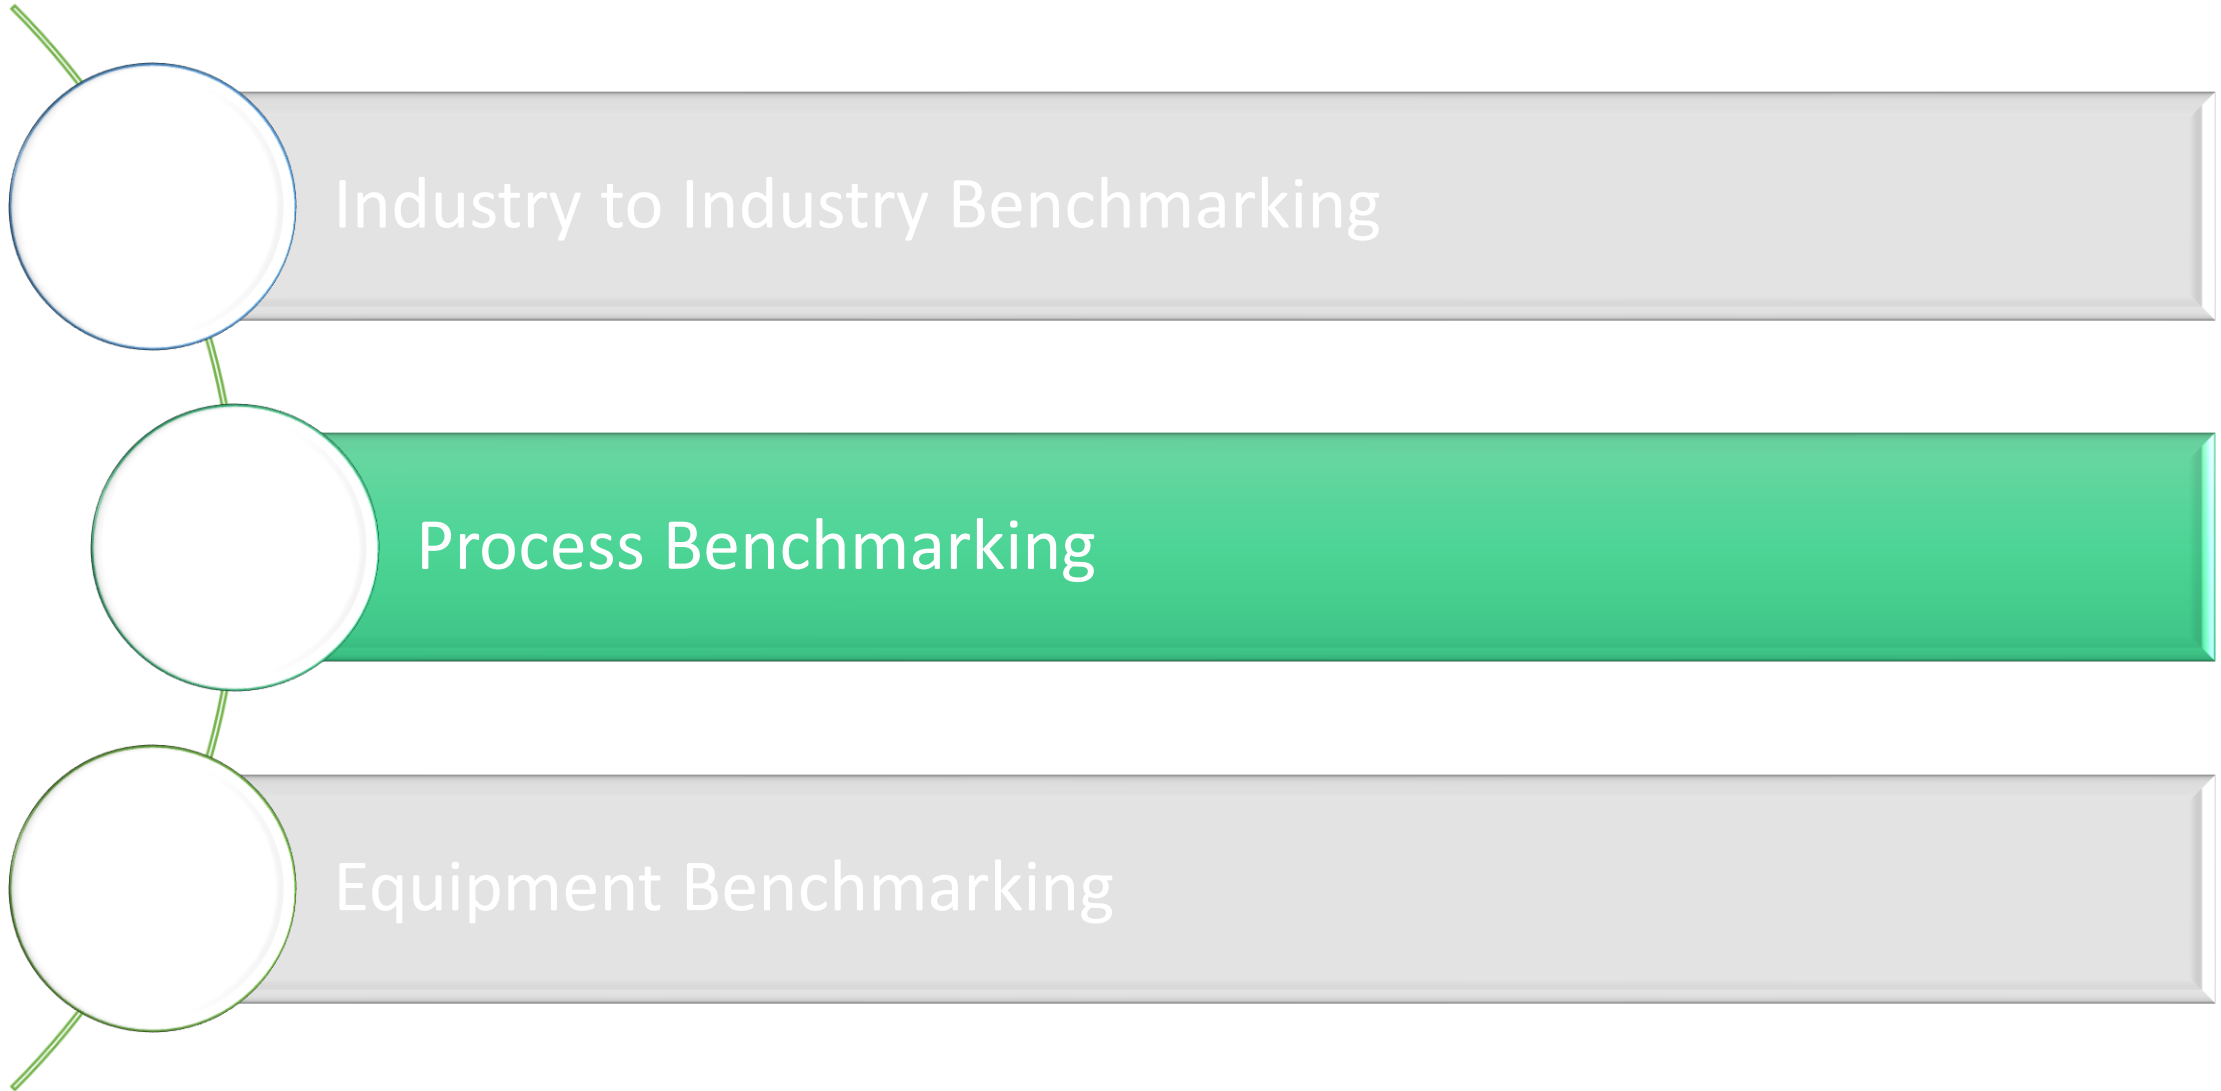 Industry to Industry Benchmarking
Process Benchmarking
Equipment Benchmarking